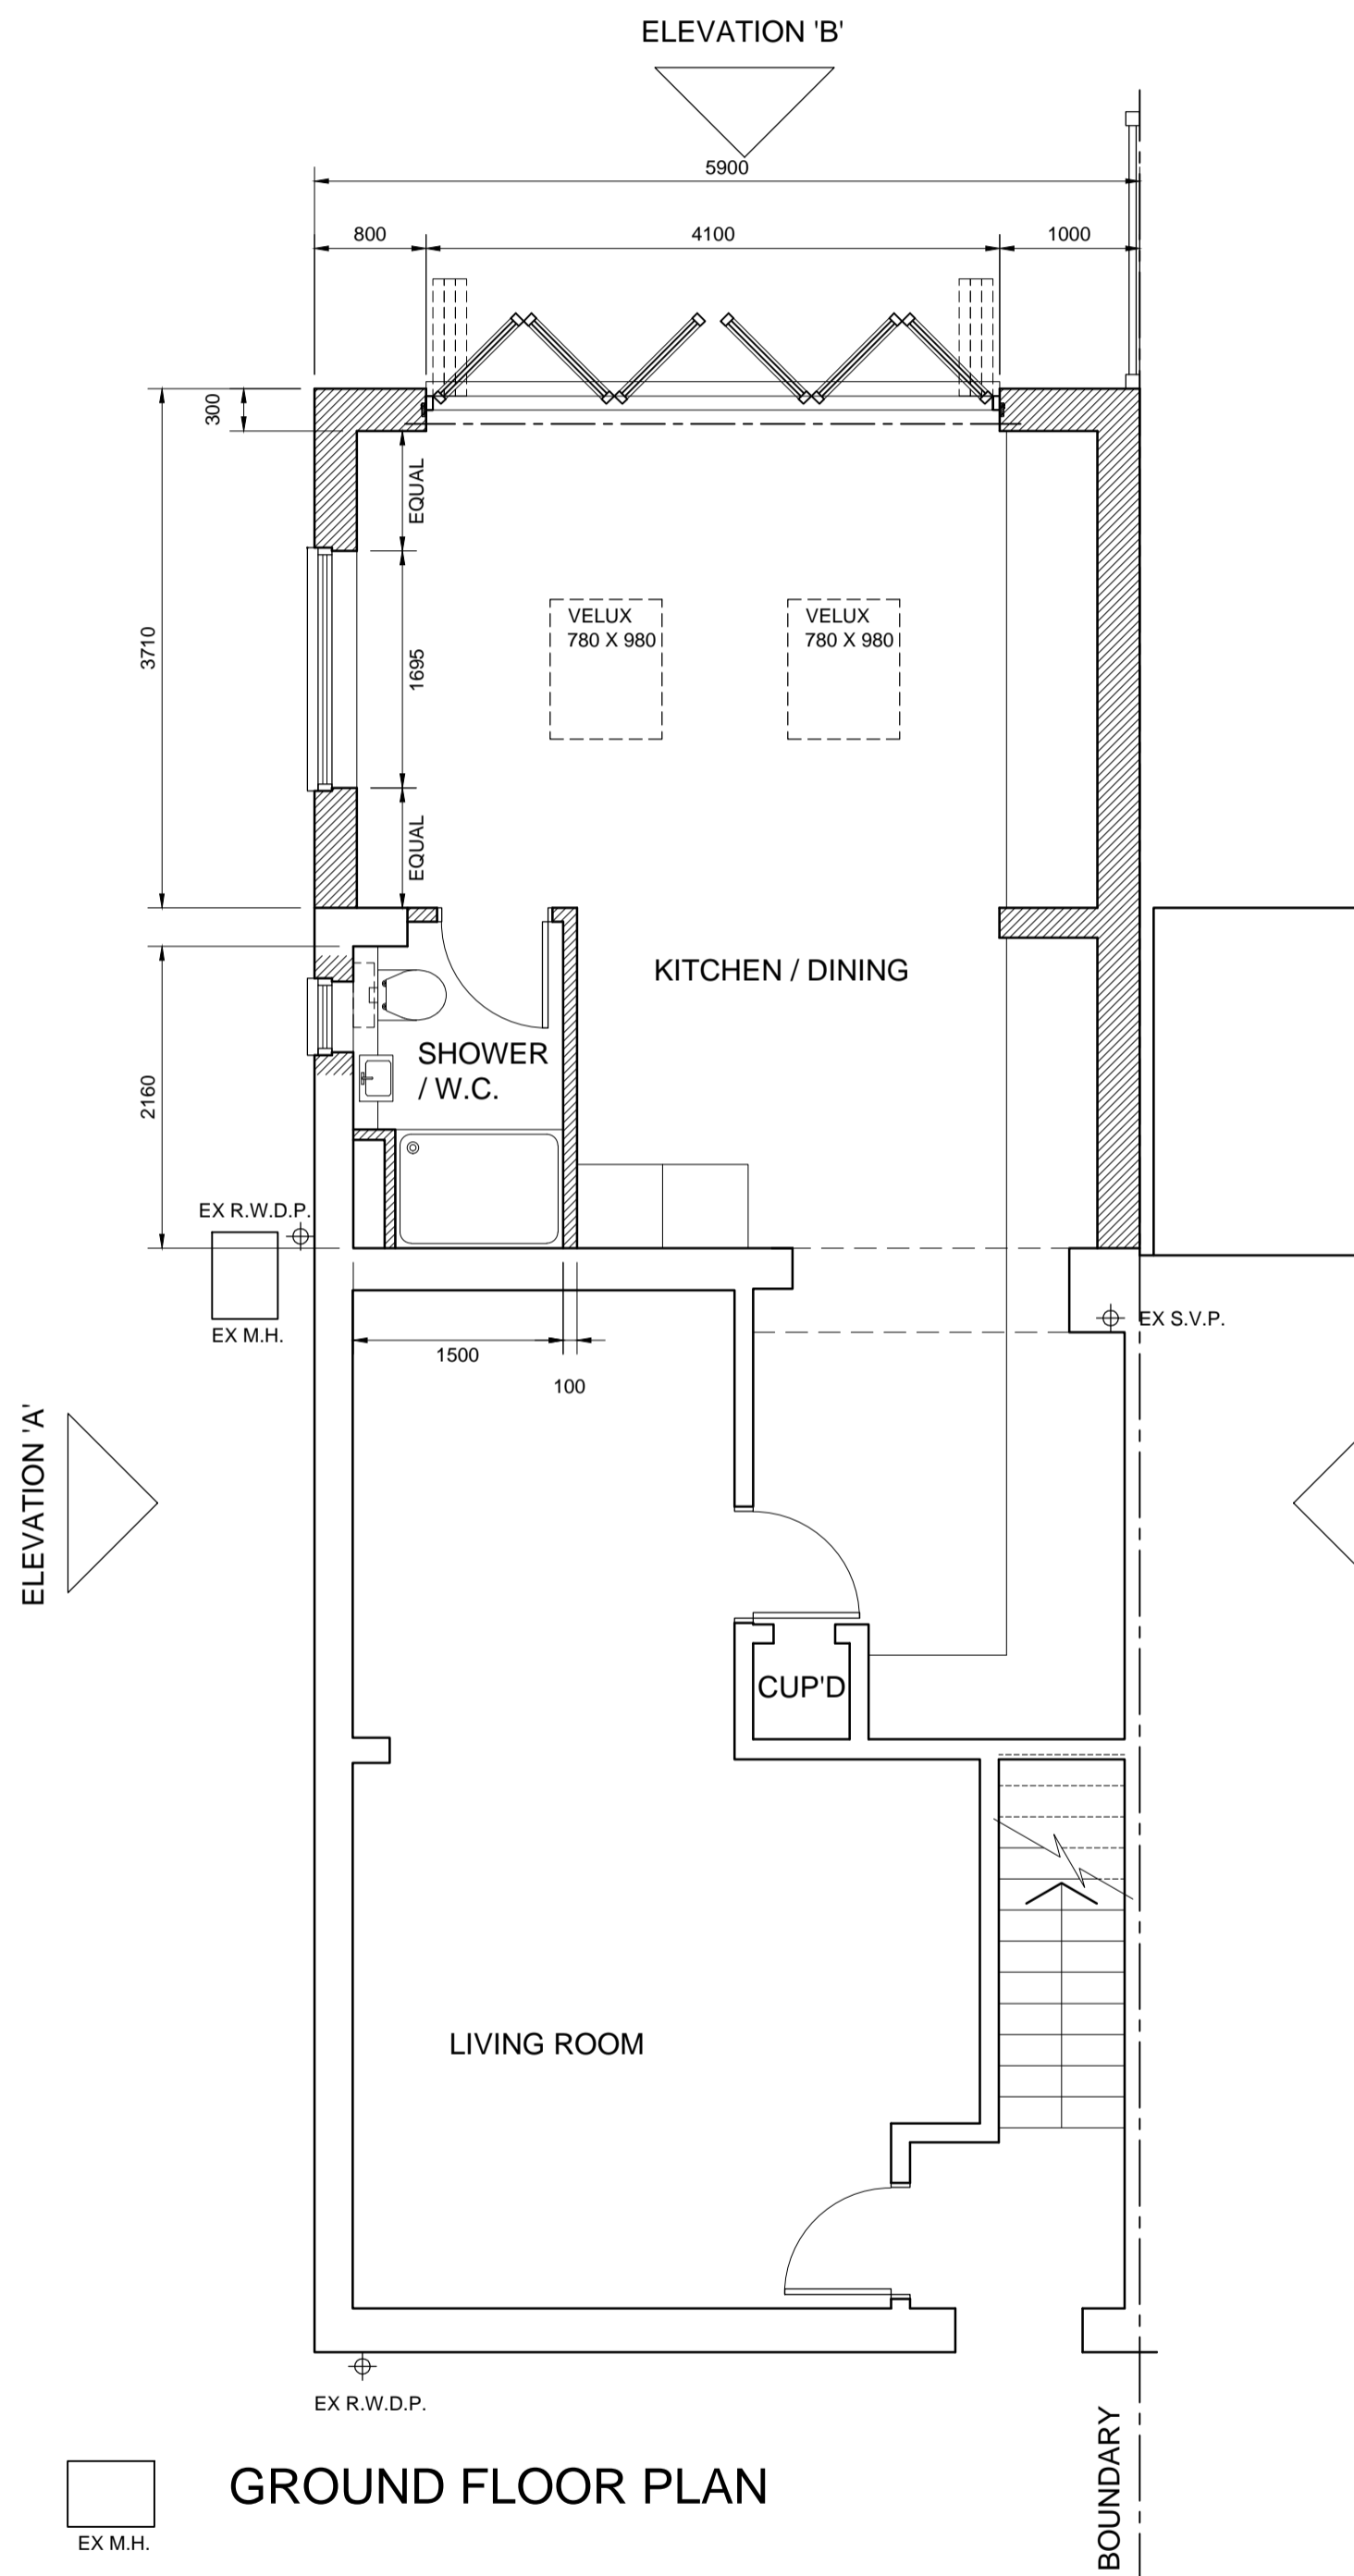 ELEVATION 'B'
5900
800
4100
1000
300
EQUAL
3710
1695
VELUX
780 X 980
VELUX
780 X 980
EQUAL
KITCHEN / DINING
SHOWER
/ W.C.
2160
EX R.W.D.P.
EX M.H.
EX S.V.P.
1500
100
ELEVATION 'A'
CUP'D
LIVING ROOM
EX R.W.D.P.
BOUNDARY
GROUND FLOOR PLAN
EX M.H.